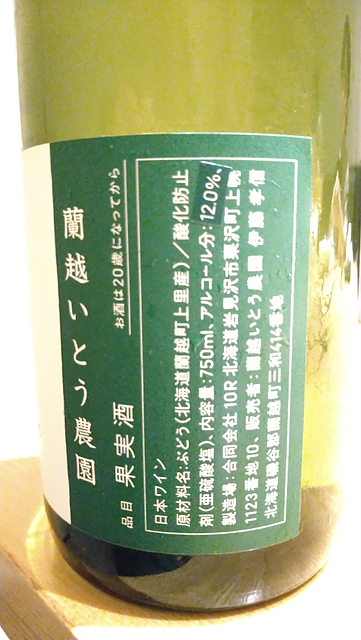 蘭越いとう農園
お酒は20歳になってから
品目 果実酒
日本ワイン
原材料名:ぶどう(北海道蘭越町上里産)/酸化防止
剤(亜硫酸塩)、内容量:750ml、アルコール分:12.0%、
製造場:合同会社10R 北海道岩見沢市栗沢町上幌
1123番地10、販売者:蘭越いとう農園 伊藤 孝信
北海道磯谷郡蘭越町三和414番地